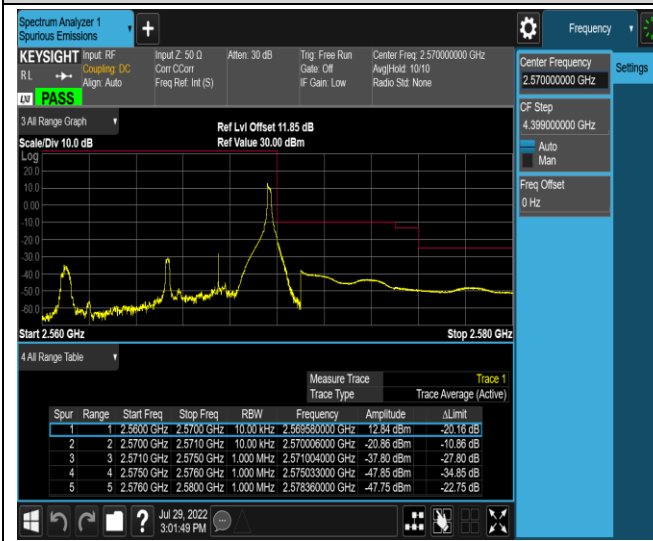 Spectrum Analyzer 1
Spurious Emissions
+
Frequency
KEYSIGHT
Input: RF
Coupling: DC
Align: Auto
Input Z: 50 Ω
Corr CCorr
Freq Ref: Int (S)
Atten: 30 dB
Trig: Free Run
Gate: Off
IF Gain: Low
Center Freq: 2.570000000 GHz
Avg|Hold: 10/10
Radio Std: None
RL
LXI
PASS
Center Frequency
2.570000000 GHz
Settings
CF Step
4.399000000 GHz
Auto
Man
Freq Offset
0 Hz
3 All Range Graph
Scale/Div 10.0 dB
Ref Lvl Offset 11.85 dB
Ref Value 30.00 dBm
Log
20.0
10.0
0.00
-10.0
-20.0
-30.0
-40.0
-50.0
-60.0
Start 2.560 GHz
Stop 2.580 GHz
4 All Range Table
Measure Trace Trace 1
Trace Type Trace Average (Active)
Spur Range Start Freq Stop Freq RBW Frequency Amplitude ΔLimit
1 1 2.5600 GHz 2.5700 GHz 10.00 kHz 2.569580000 GHz 12.84 dBm -20.16 dB
2 2 2.5700 GHz 2.5710 GHz 10.00 kHz 2.570006000 GHz -20.86 dBm -10.86 dB
3 3 2.5710 GHz 2.5760 GHz 1.000 MHz 2.571004000 GHz -37.80 dBm -27.80 dB
4 4 2.5750 GHz 2.5760 GHz 1.000 MHz 2.575033000 GHz -47.85 dBm -34.85 dB
5 5 2.5760 GHz 2.5800 GHz 1.000 MHz 2.578360000 GHz -47.75 dBm -22.75 dB
?
Jul 29, 2022
3:01:49 PM